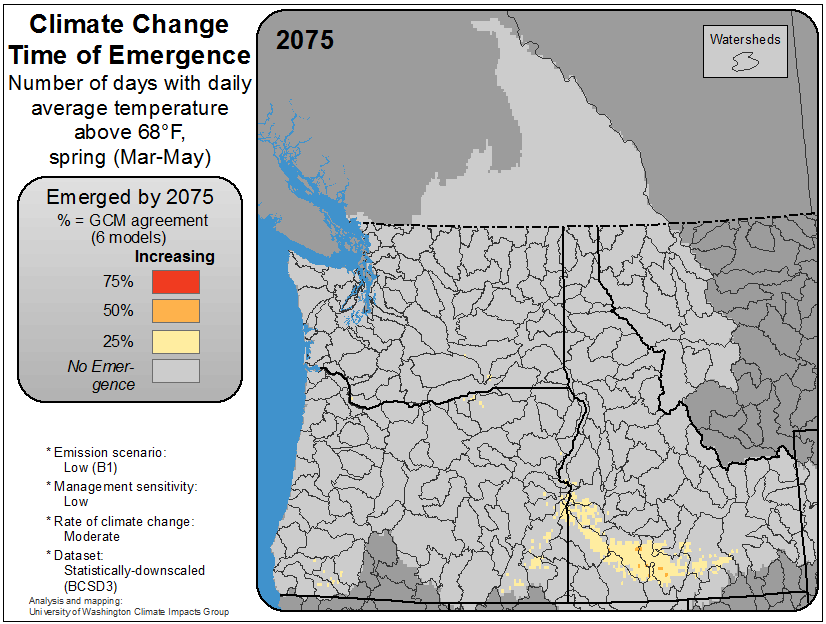 Climate Change
Time of Emergence
Number of days with daily
average temperature
above 68°F,
spring (Mar-May)
Emerged by 2075
% = GCM agreement
(6 models)
Increasing
75%
50%
25%
No Emer-
gence
* Emission scenario:
Low (B1)
* Management sensitivity:
Low
* Rate of climate change:
Moderate
* Dataset:
Statistically-downscaled
(BCSD3)
Analysis and mapping:
University of Washington Climate Impacts Group
2075
Watersheds